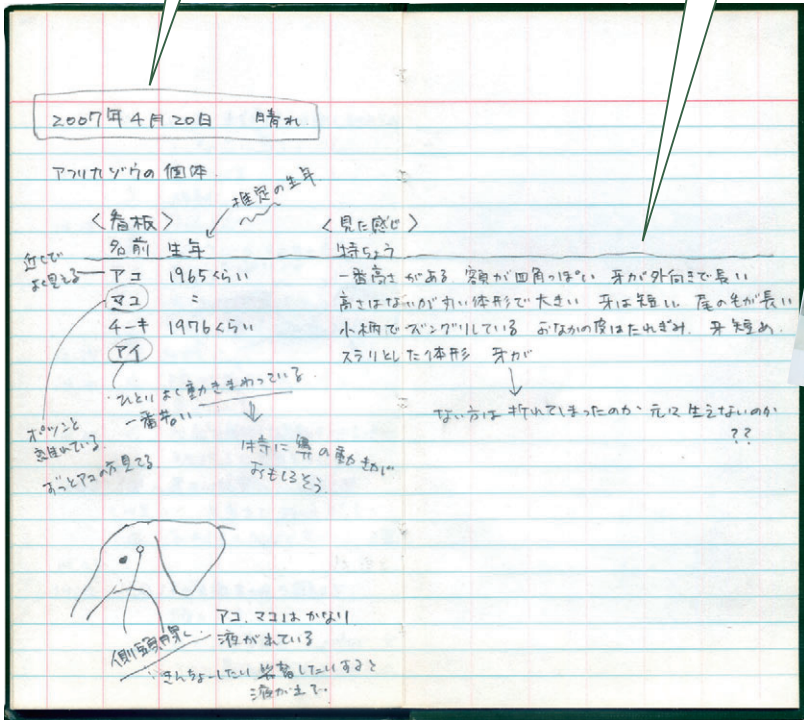 2007年4月20日 晴れ
アフリカゾウの個体
推定の生年
〈看板〉 〈見た感じ〉
名前 生年 特ちょう
近くで
よく見える
アコ 1965くらい 一番高さがある 額が四角っぽい 牙が外向きで長い
マコ 〃 高さはないが丸い体形で大きい 牙は短い 尾の毛が長い
チーキ 1976くらい 小柄でズングリしている おなかの皮はたれぎみ. 牙短め.
アイ スラリとした体形 牙が
ひとりよく動きまわっている.
一番若い
ない方は折れてしまったのか 元々生えないのか
??
ポツンと
離れている.
ずっとアコの方見てる
特に鼻の動きが
おもしろそう.
アコ、マコはかなり
液がれている
側頭腺
きんちょーしたり 興奮したりすると
液が出て.